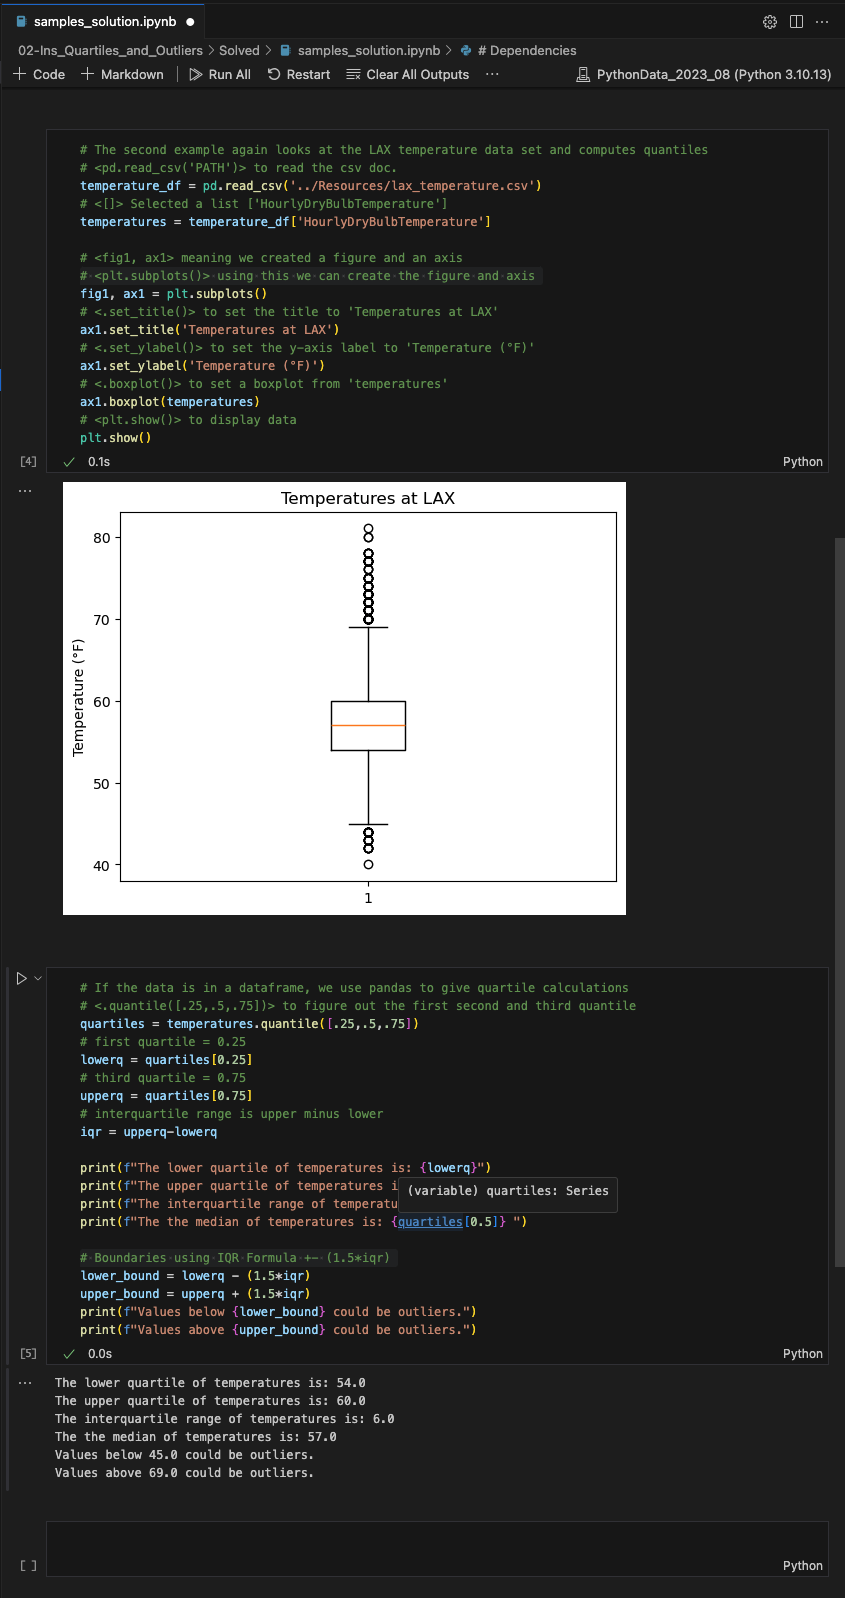 samples_solution.ipynb
02-Ins_Quartiles_and_Outliers > Solved > samples_solution.ipynb > # Dependencies
+ Code + Markdown | Run All Restart Clear All Outputs ··· PythonData_2023_08 (Python 3.10.13)
# The second example again looks at the LAX temperature data set and computes quantiles
# <pd.read_csv('PATH')> to read the csv doc.
temperature_df = pd.read_csv('../Resources/lax_temperature.csv')
# <[]> Selected a list ['HourlyDryBulbTemperature']
temperatures = temperature_df['HourlyDryBulbTemperature']
# <fig1, ax1> meaning we created a figure and an axis
# <plt.subplots()> using this we can create the figure and axis
fig1, ax1 = plt.subplots()
# <.set_title()> to set the title to 'Temperatures at LAX'
ax1.set_title('Temperatures at LAX')
# <.set_ylabel()> to set the y-axis label to 'Temperature (°F)'
ax1.set_ylabel('Temperature (°F)')
# <.boxplot()> to set a boxplot from 'temperatures'
ax1.boxplot(temperatures)
# <plt.show()> to display data
plt.show()
[4] ✓ 0.1s Python
···
Temperatures at LAX
80
70
60
50
40
Temperature (°F)
1
# If the data is in a dataframe, we use pandas to give quartile calculations
# <.quantile([.25,.5,.75])> to figure out the first second and third quantile
quartiles = temperatures.quantile([.25,.5,.75])
# first quartile = 0.25
lowerq = quartiles[0.25]
# third quartile = 0.75
upperq = quartiles[0.75]
# interquartile range is upper minus lower
iqr = upperq-lowerq
print(f"The lower quartile of temperatures is: {lowerq}")
print(f"The upper quartile of temperatures i
(variable) quartiles: Series
print(f"The interquartile range of temperatu
print(f"The the median of temperatures is: {quartiles[0.5]} ")
# Boundaries using IQR Formula +- (1.5*iqr)
lower_bound = lowerq - (1.5*iqr)
upper_bound = upperq + (1.5*iqr)
print(f"Values below {lower_bound} could be outliers.")
print(f"Values above {upper_bound} could be outliers.")
[5] ✓ 0.0s Python
···
The lower quartile of temperatures is: 54.0
The upper quartile of temperatures is: 60.0
The interquartile range of temperatures is: 6.0
The the median of temperatures is: 57.0
Values below 45.0 could be outliers.
Values above 69.0 could be outliers.
[ ] Python